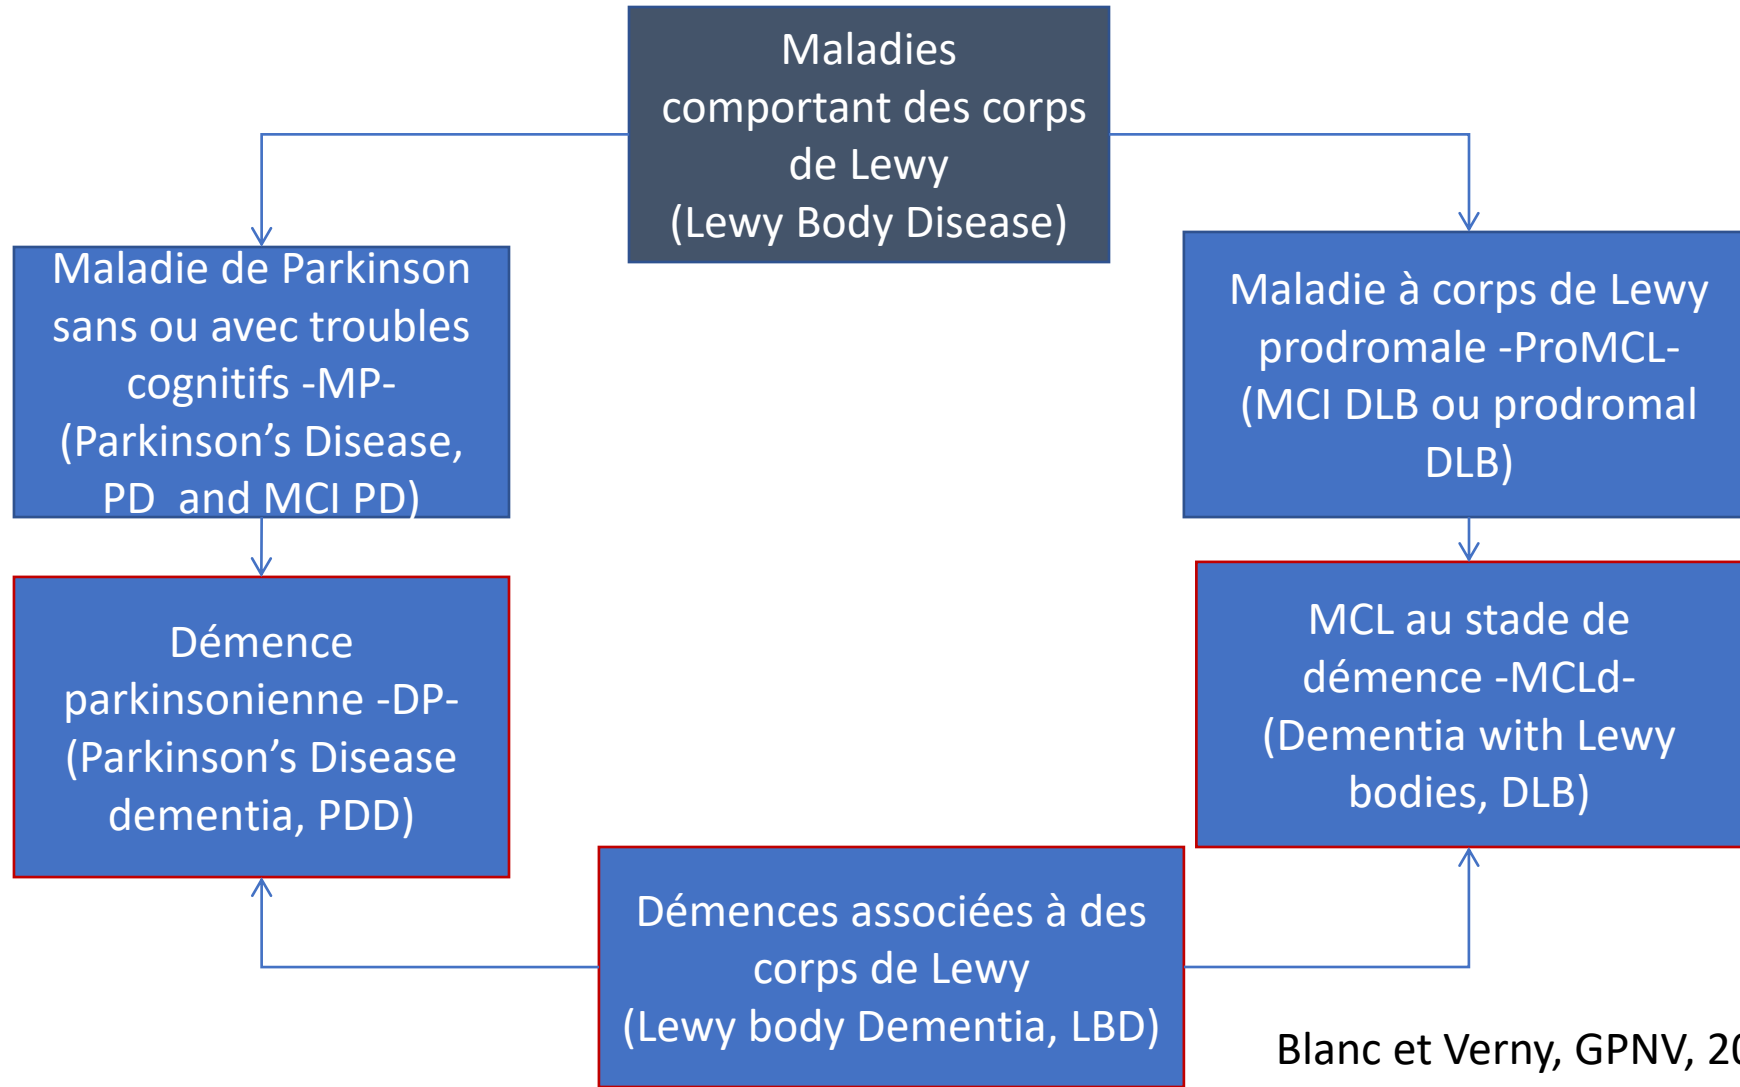 Maladies
comportant des corps
de Lewy
(Lewy Body Disease)
Maladie de Parkinson
sans ou avec troubles
cognitifs -MP-
(Parkinson’s Disease,
PD and MCI PD)
Maladie à corps de Lewy
prodromale -ProMCL-
(MCI DLB ou prodromal
DLB)
Démence
parkinsonienne -DP-
(Parkinson’s Disease
dementia, PDD)
MCL au stade de
démence -MCLd-
(Dementia with Lewy
bodies, DLB)
Démences associées à des
corps de Lewy
(Lewy body Dementia, LBD)
Blanc et Verny, GPNV,